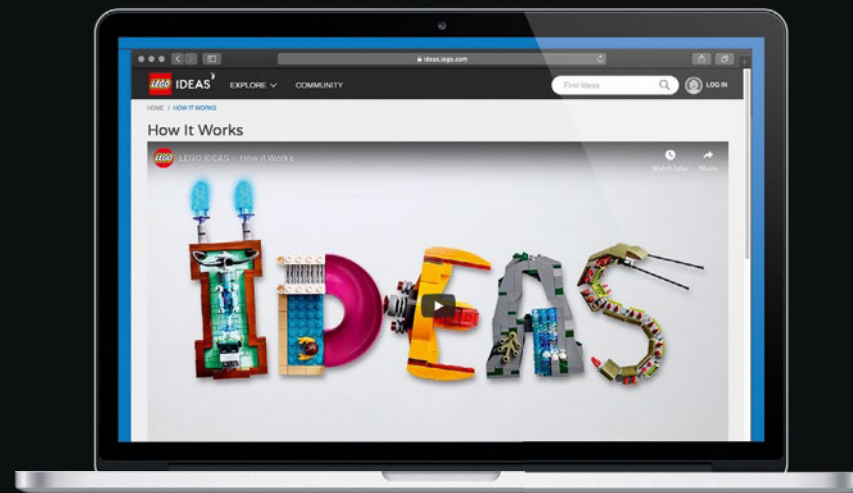 ideas.lego.com
LEGO IDEAS EXPLORE COMMUNITY Find Ideas LOG IN
HOME / HOW IT WORKS
How It Works
LEGO LEGO IDEAS – How it Works
Watch later Share
IDEAS